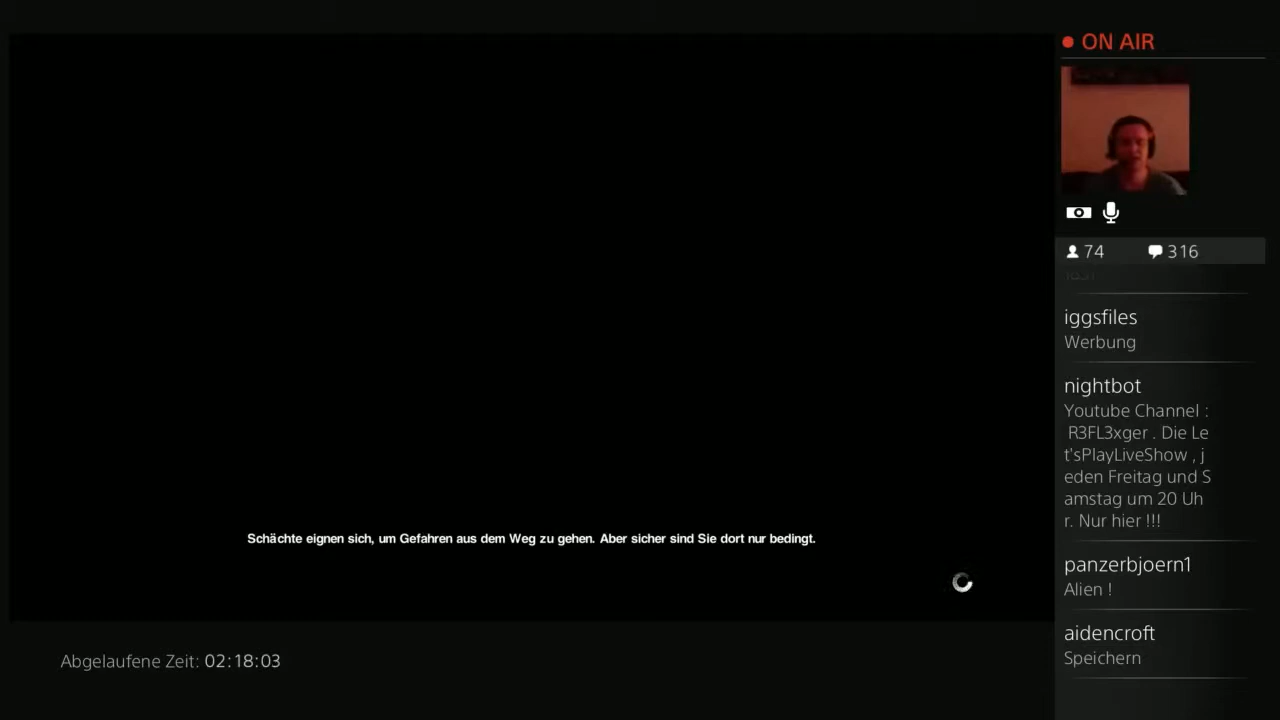 ON AIR
74 316
iggsfiles
Werbung
nightbot
Youtube Channel :
R3FL3xger . Die Le
t'sPlayLiveShow , j
eden Freitag und S
amstag um 20 Uh
r. Nur hier !!!
Schächte eignen sich, um Gefahren aus dem Weg zu gehen. Aber sicher sind Sie dort nur bedingt.
panzerbjoern1
Alien !
aidencroft
Speichern
Abgelaufene Zeit: 02:18:03